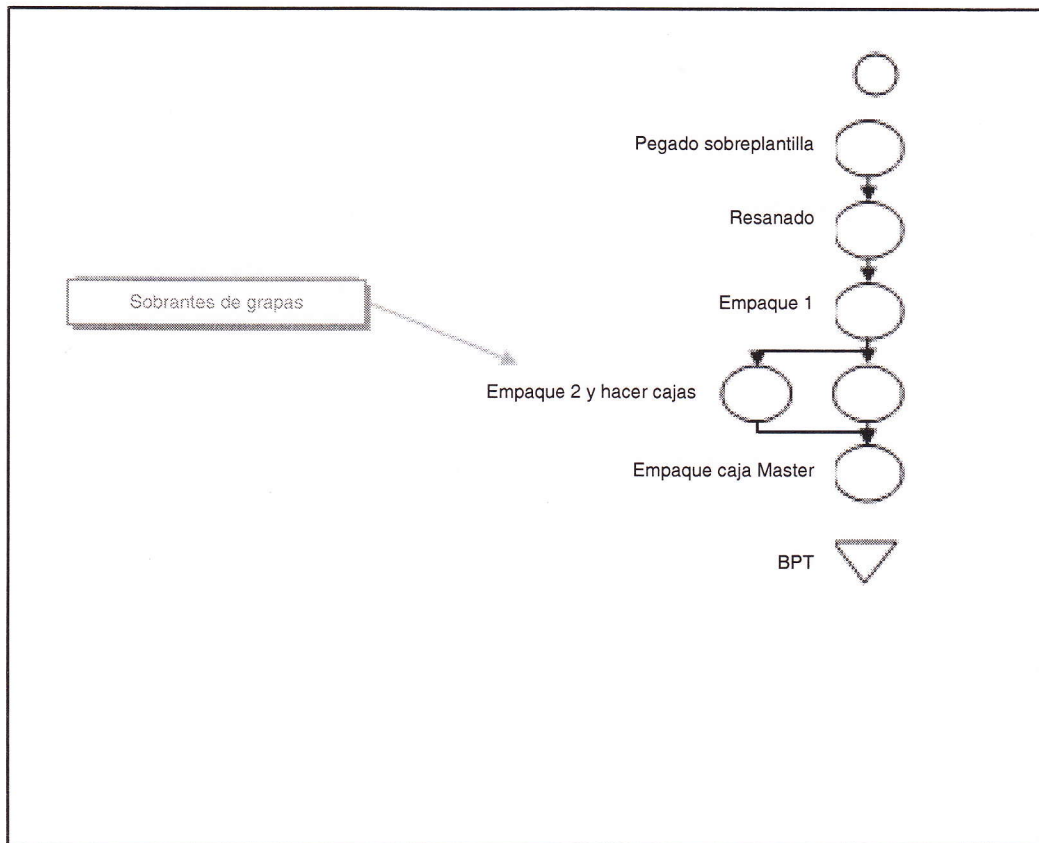 Pegado sobreplantilla
Resanado
Sobrantes de grapas
Empaque 1
Empaque 2 y hacer cajas
Empaque caja Master
BPT